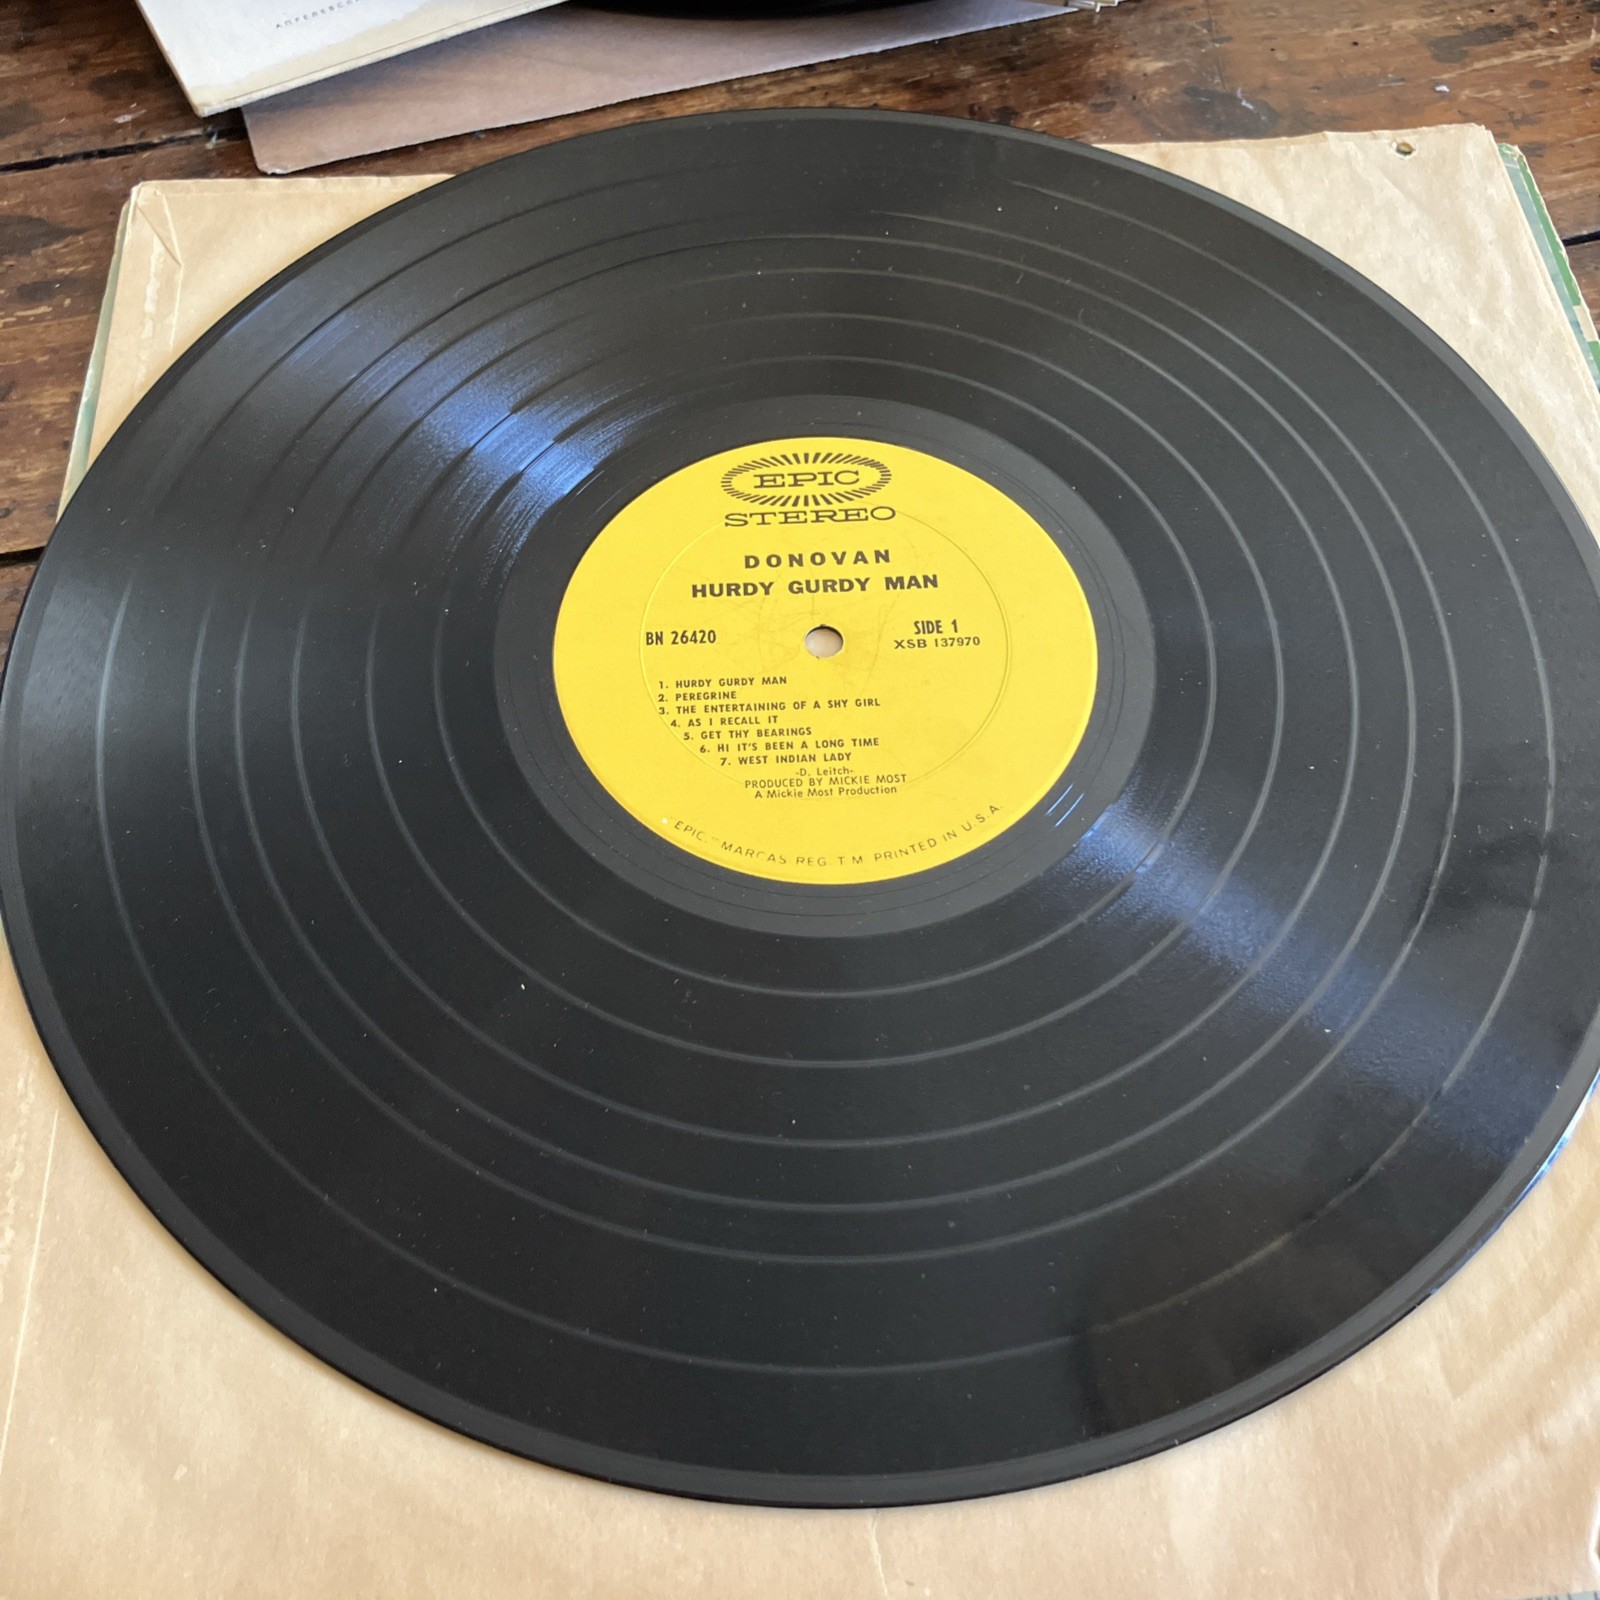 EPIC
STEREO
DONOVAN
HURDY GURDY MAN
BN 26420
SIDE 1
XSB 137970
1. HURDY GURDY MAN
2. PEREGRINE
3. THE ENTERTAINING OF A SHY GIRL
4. AS I RECALL IT
5. GET THY BEARINGS
6. HI IT'S BEEN A LONG TIME
7. WEST INDIAN LADY
-D. Leitch-
PRODUCED BY MICKIE MOST
A Mickie Most Production
"EPIC," MARCAS REG. T M PRINTED IN U.S.A.